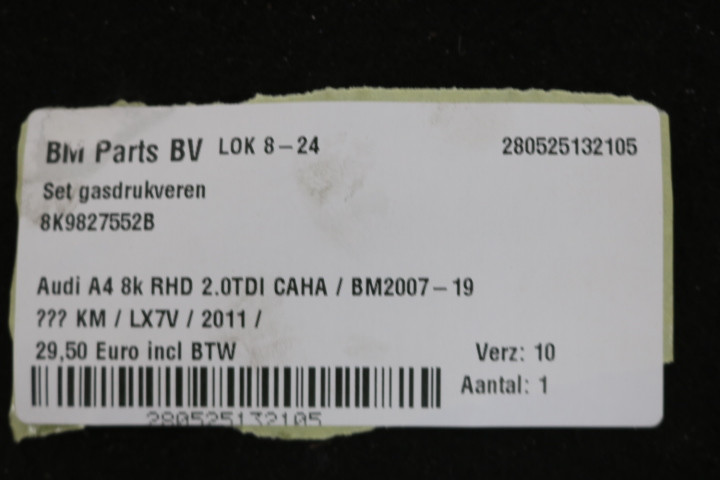 BM Parts BV LOK 8-24 280525132105
Set gasdrukveren
8K9827552B
Audi A4 8k RHD 2.0TDI CAHA / BM2007-19
??? KM / LX7V / 2011 /
29,50 Euro incl BTW Verz: 10
Aantal: 1
280525132105